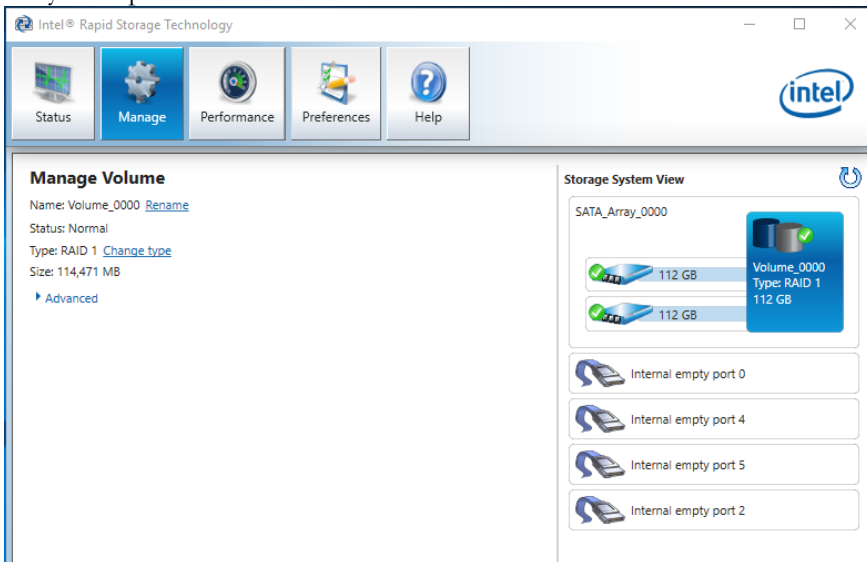 Intel® Rapid Storage Technology
Status
Manage
Performance
Preferences
Help
intel
Manage Volume
Name: Volume_0000 Rename
Status: Normal
Type: RAID 1 Change type
Size: 114,471 MB
Advanced
Storage System View
SATA_Array_0000
112 GB
112 GB
Volume_0000
Type: RAID 1
112 GB
Internal empty port 0
Internal empty port 4
Internal empty port 5
Internal empty port 2